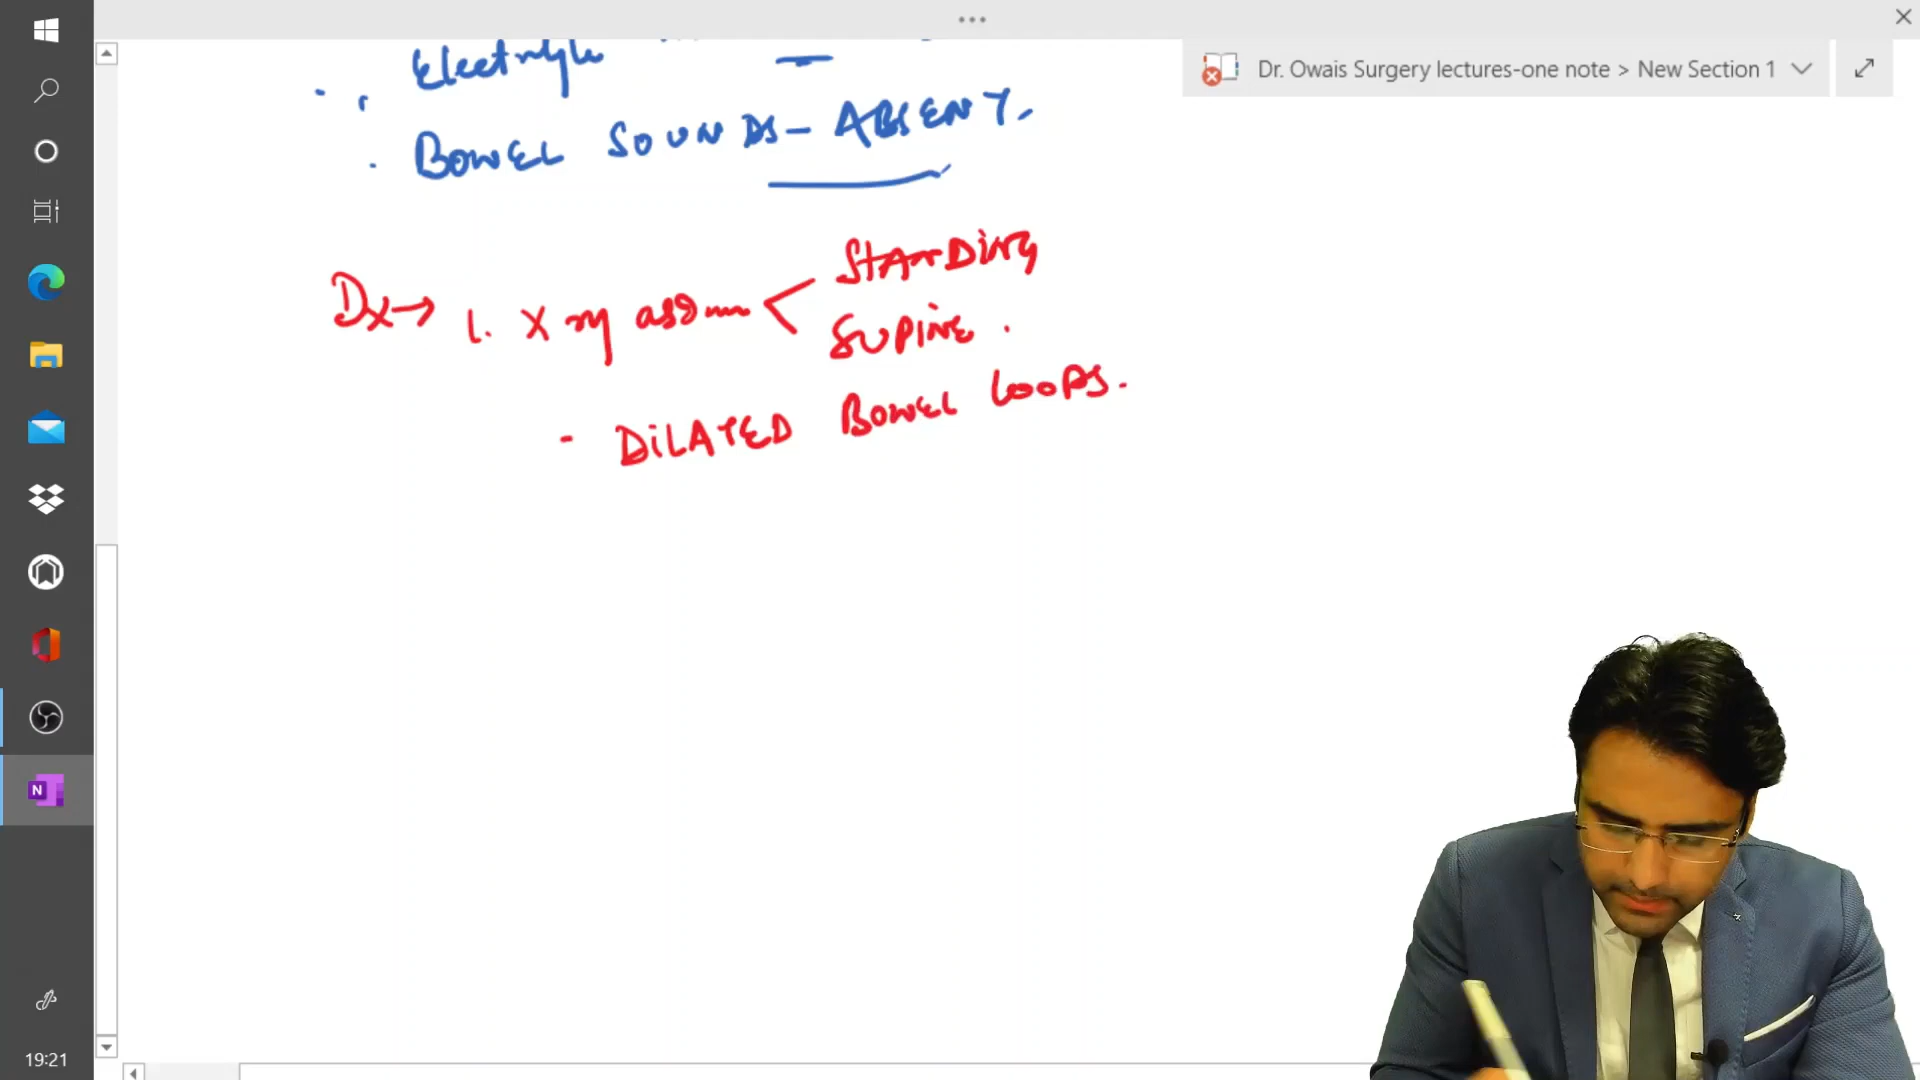 Dr. Owais Surgery lectures-one note > New Section 1
Electrolyte
BOWEL SOUNDS - ABSENT.
Dx → 1. X ray abdomen < STANDING
SUPINE.
- DILATED BOWEL LOOPS.
N
19:21